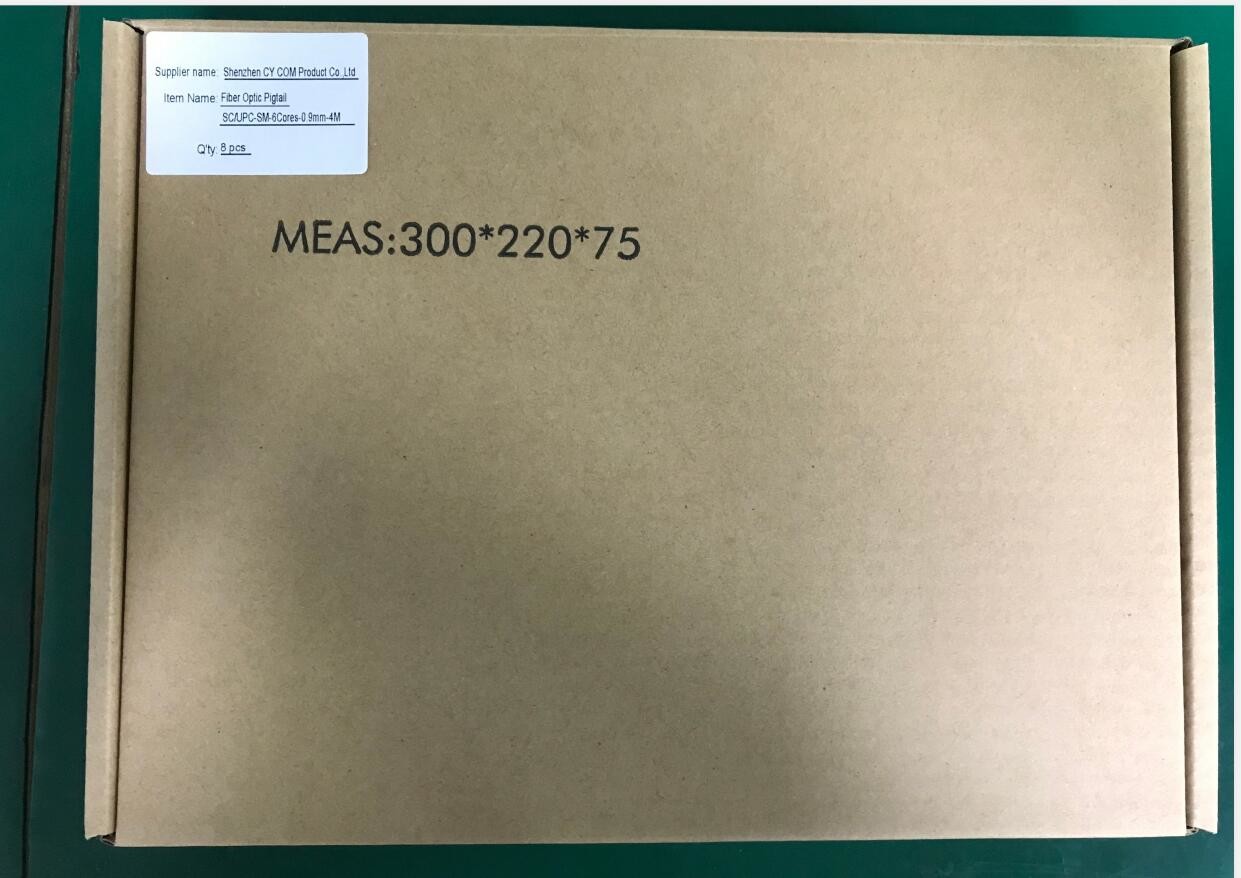 Supplier name: Shenzhen CY COM Product Co.,Ltd
Item Name: Fiber Optic Pigtail
SC/UPC-SM-6Cores-0.9mm-4M
Q'ty: 8 pcs
MEAS:300*220*75